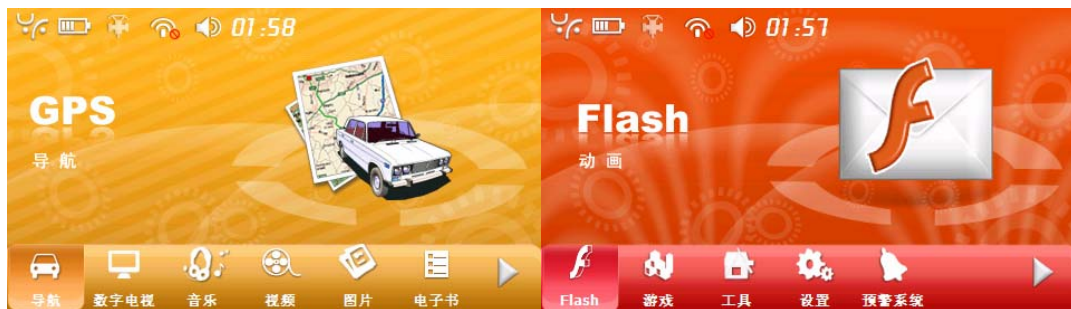 01:58
GPS
导航
导航 数字电视 音乐 视频 图片 电子书
01:57
Flash
动画
Flash 游戏 工具 设置 预警系统